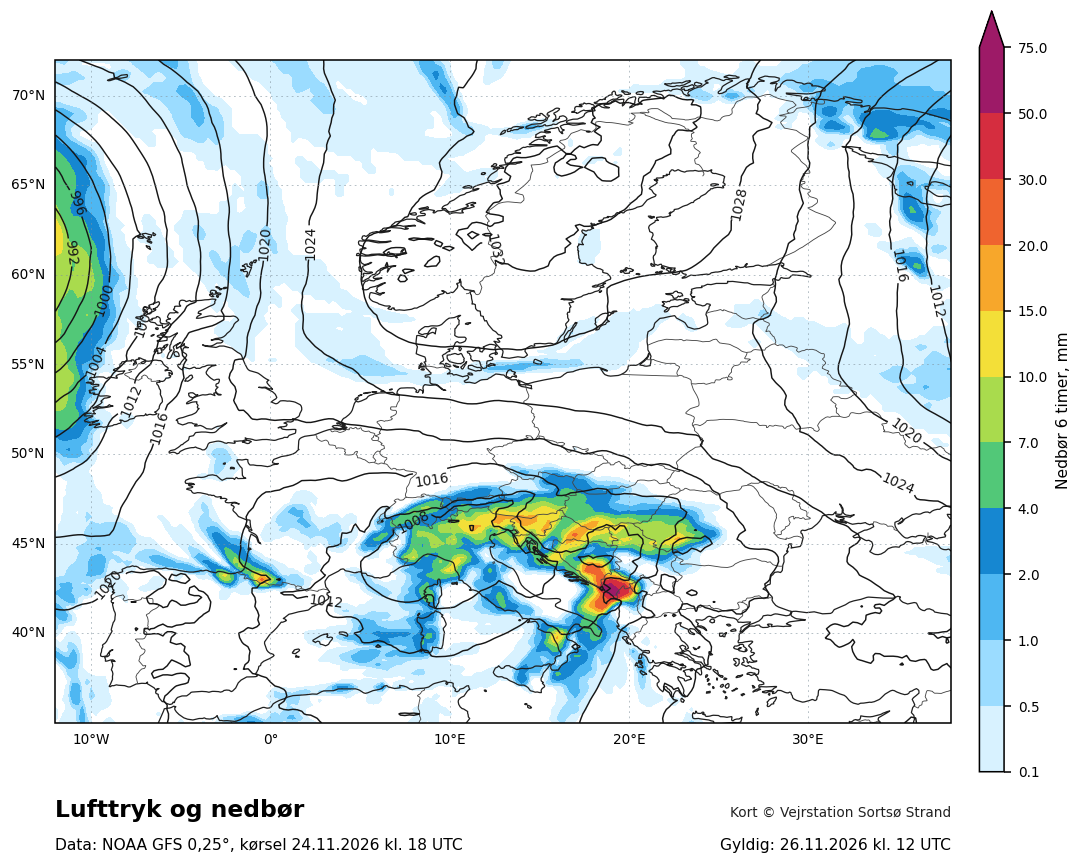 75.0
50.0
30.0
20.0
15.0
10.0
7.0
4.0
2.0
1.0
0.5
0.1
Nedbør 6 timer, mm
70°N
65°N
60°N
55°N
50°N
45°N
40°N
10°W
0°
10°E
20°E
30°E
996
992
1000
1004
1008
1012
1016
1020
1024
1032
1028
1016
1012
1020
1024
1016
1008
1012
1020
Lufttryk og nedbør
Kort © Vejrstation Sortsø Strand
Data: NOAA GFS 0,25°, kørsel 24.11.2026 kl. 18 UTC
Gyldig: 26.11.2026 kl. 12 UTC